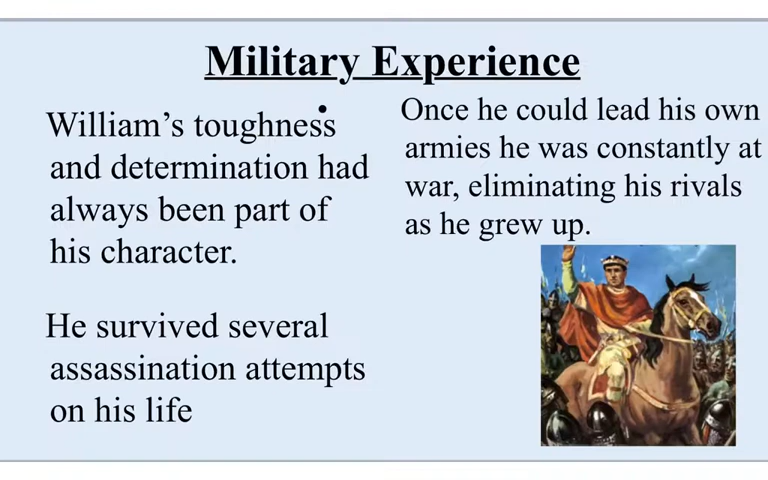 Military Experience
William's toughness
and determination had
always been part of
his character.
He survived several
assassination attempts
on his life
• Once he could lead his own
armies he was constantly at
war, eliminating his rivals
as he grew up.